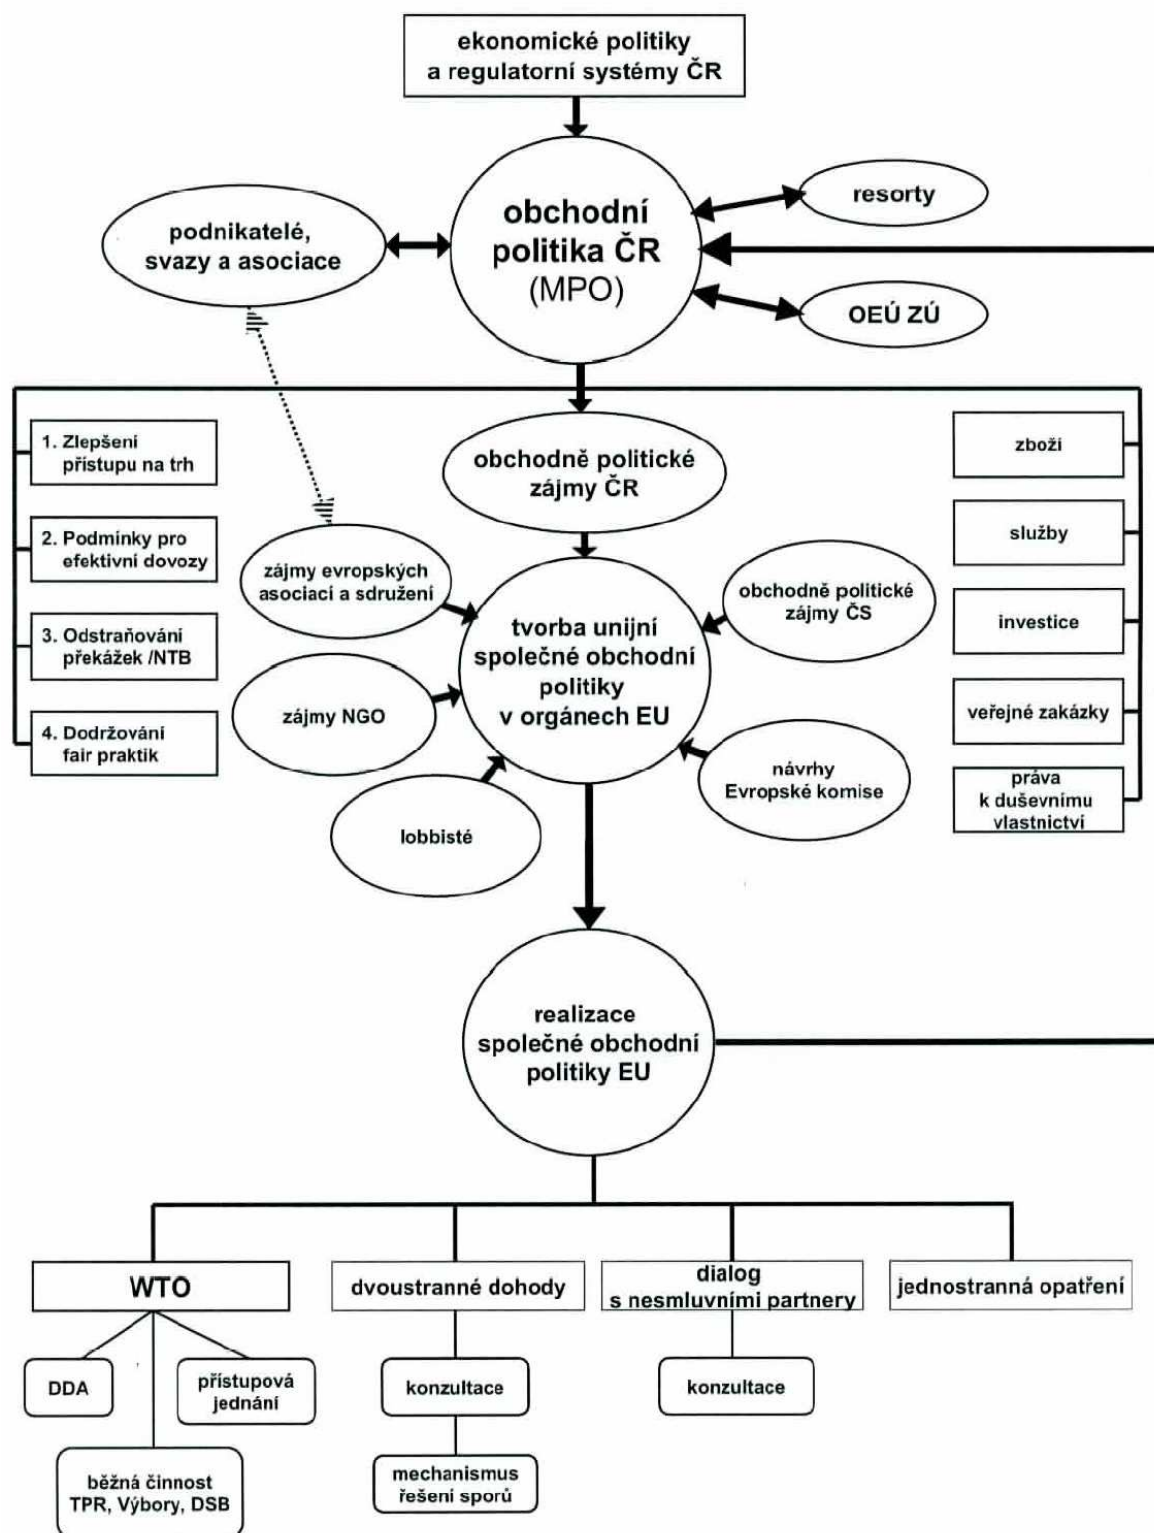 ekonomické politiky
a regulatorní systémy ČR
obchodní
politika ČR
(MPO)
resorty
podnikatelé,
svazy a asociace
OEÚ ZÚ
1. Zlepšení
přístupu na trh
2. Podmínky pro
efektivní dovozy
3. Odstraňování
překážek /NTB
4. Dodržování
fair praktik
obchodně politické
zájmy ČR
zájmy evropských
asociací a sdružení
zájmy NGO
lobbisté
tvorba unijní
společné obchodní
politiky
v orgánech EU
obchodně politické
zájmy ČS
návrhy
Evropské komise
zboží
služby
investice
veřejné zakázky
práva
k duševnímu
vlastnictví
realizace
společné obchodní
politiky EU
WTO
dvoustranné dohody
dialog
s nesmluvními partnery
jednostranná opatření
DDA
přístupová
jednání
běžná činnost
TPR, Výbory, DSB
konzultace
mechanismus
řešení sporů
konzultace